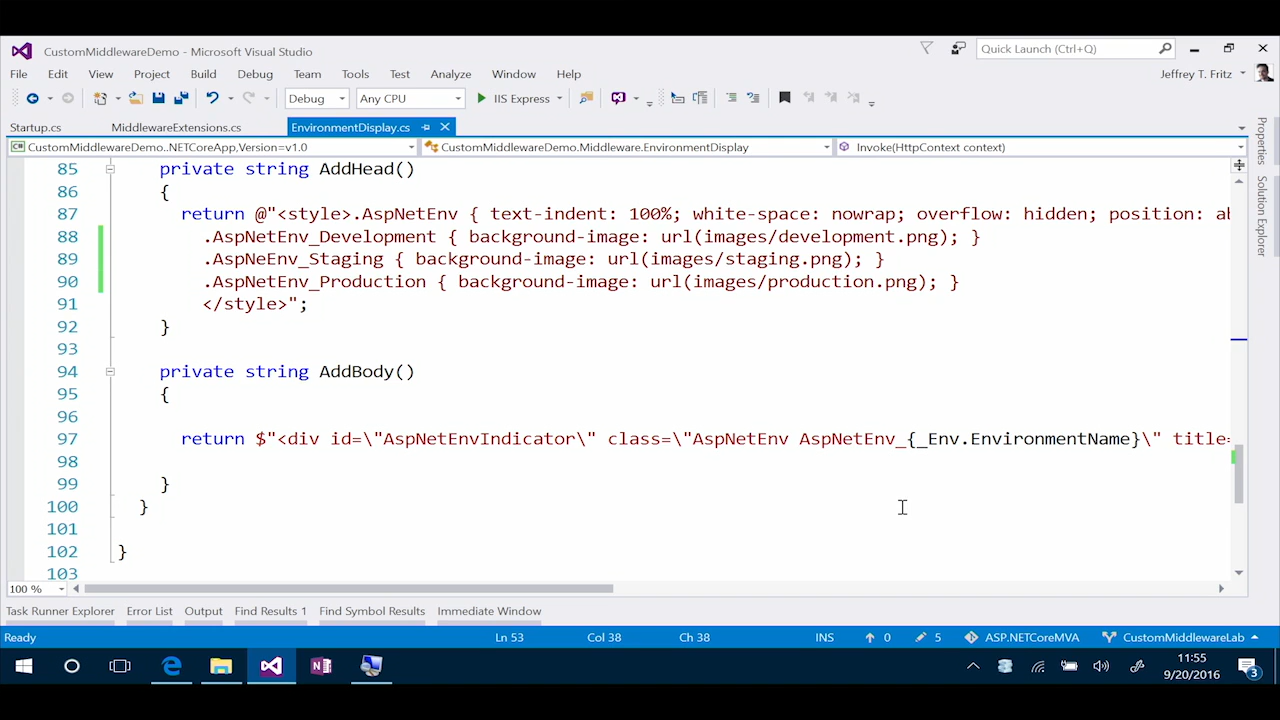 CustomMiddlewareDemo - Microsoft Visual Studio
Quick Launch (Ctrl+Q)
File Edit View Project Build Debug Team Tools Test Analyze Window Help
Jeffrey T. Fritz
Debug Any CPU IIS Express
Startup.cs MiddlewareExtensions.cs EnvironmentDisplay.cs
CustomMiddlewareDemo..NETCoreApp,Version=v1.0 CustomMiddlewareDemo.Middleware.EnvironmentDisplay Invoke(HttpContext context)
85 private string AddHead()
86 {
87 return @"<style>.AspNetEnv { text-indent: 100%; white-space: nowrap; overflow: hidden; position: ab
88 .AspNetEnv_Development { background-image: url(images/development.png); }
89 .AspNeEnv_Staging { background-image: url(images/staging.png); }
90 .AspNetEnv_Production { background-image: url(images/production.png); }
91 </style>";
92 }
93
94 private string AddBody()
95 {
96
97 return $"<div id=\"AspNetEnvIndicator\" class=\"AspNetEnv AspNetEnv_{_Env.EnvironmentName}\" title=
98
99 }
100 }
101
102 }
103
Properties
Solution Explorer
100 %
Task Runner Explorer Error List Output Find Results 1 Find Symbol Results Immediate Window
Ready Ln 53 Col 38 Ch 38 INS 0 5 ASP.NETCoreMVA CustomMiddlewareLab
11:55
9/20/2016
3